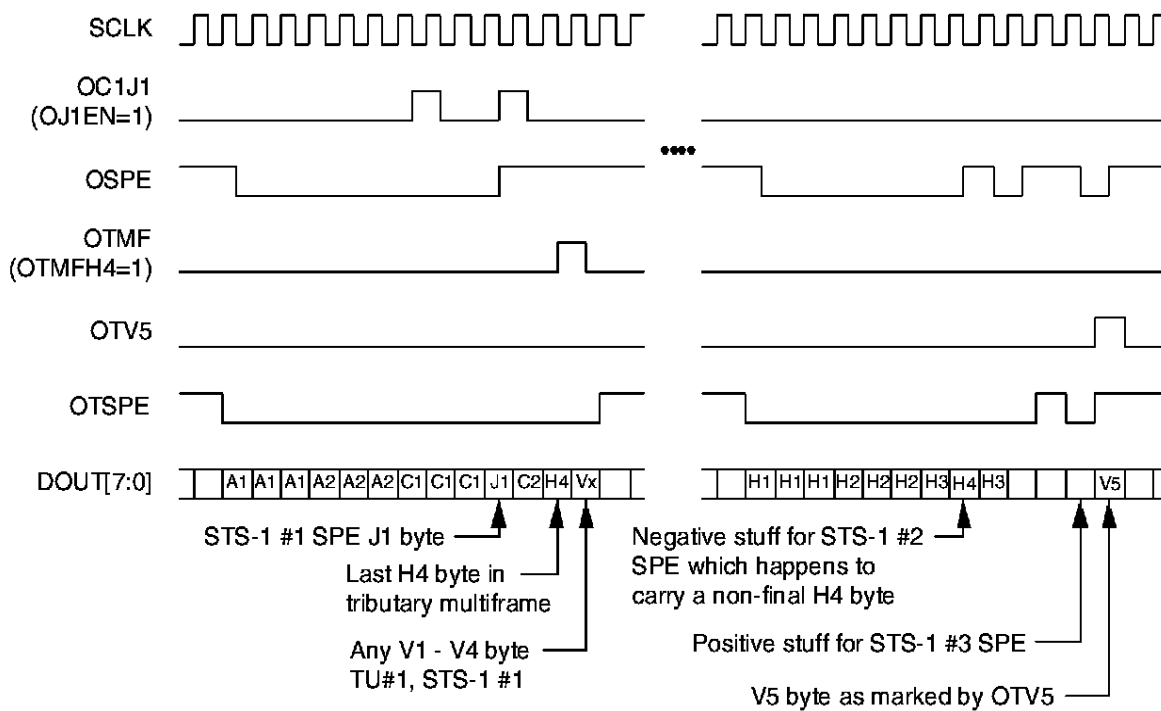 SCLK
OC1J1
(OJ1EN=1)
OSPE
OTMF
(OTMFH4=1)
OTV5
OTSPE
DOUT[7:0] A1 A1 A1 A2 A2 A2 C1 C1 C1 J1 C2 H4 Vx H1 H1 H1 H2 H2 H2 H3 H4 H3 V5
STS-1 #1 SPE J1 byte
Last H4 byte in
tributary multiframe
Any V1 - V4 byte
TU#1, STS-1 #1
Negative stuff for STS-1 #2
SPE which happens to
carry a non-final H4 byte
Positive stuff for STS-1 #3 SPE
V5 byte as marked by OTV5